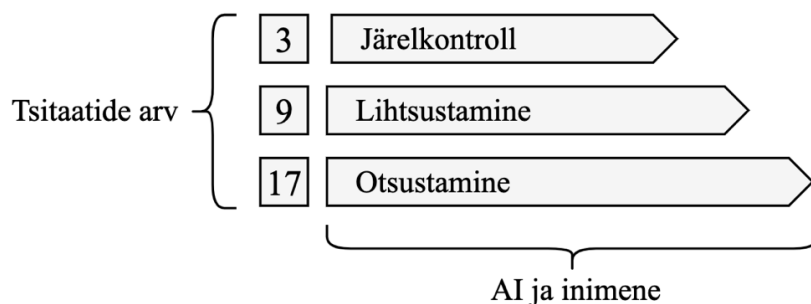 3 Järelkontroll
Tsitaatide arv 9 Lihtsustamine
17 Otsustamine
AI ja inimene